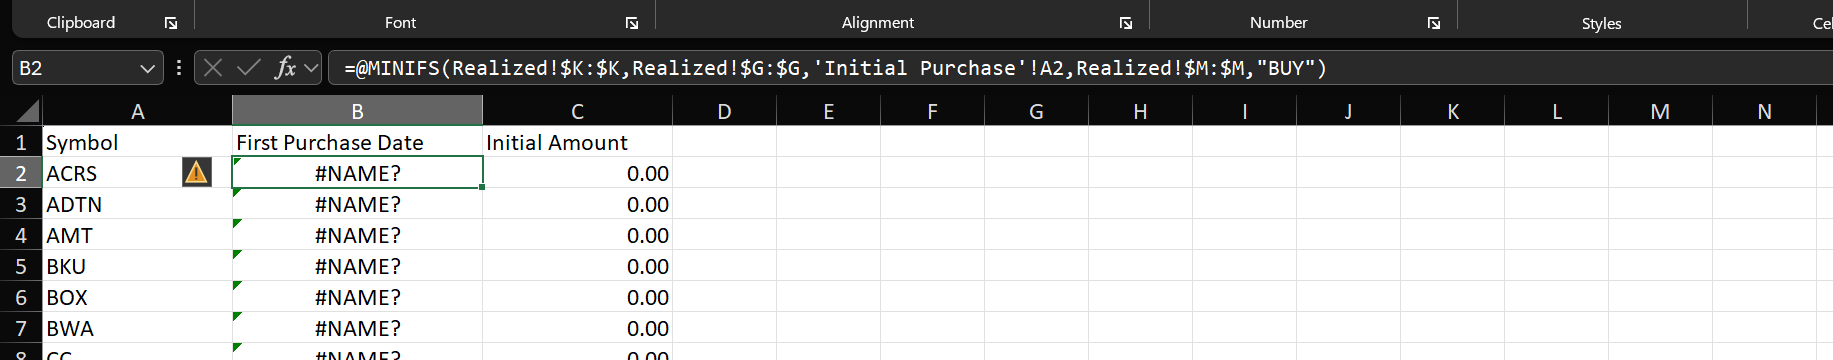 Clipboard Font Alignment Number Styles Cel
B2 fx =@MINIFS(Realized!$K:$K,Realized!$G:$G,'Initial Purchase'!A2,Realized!$M:$M,"BUY")
A B C D E F G H I J K L M N
1 Symbol First Purchase Date Initial Amount
2 ACRS #NAME? 0.00
3 ADTN #NAME? 0.00
4 AMT #NAME? 0.00
5 BKU #NAME? 0.00
6 BOX #NAME? 0.00
7 BWA #NAME? 0.00
8 CC #NAME? 0.00